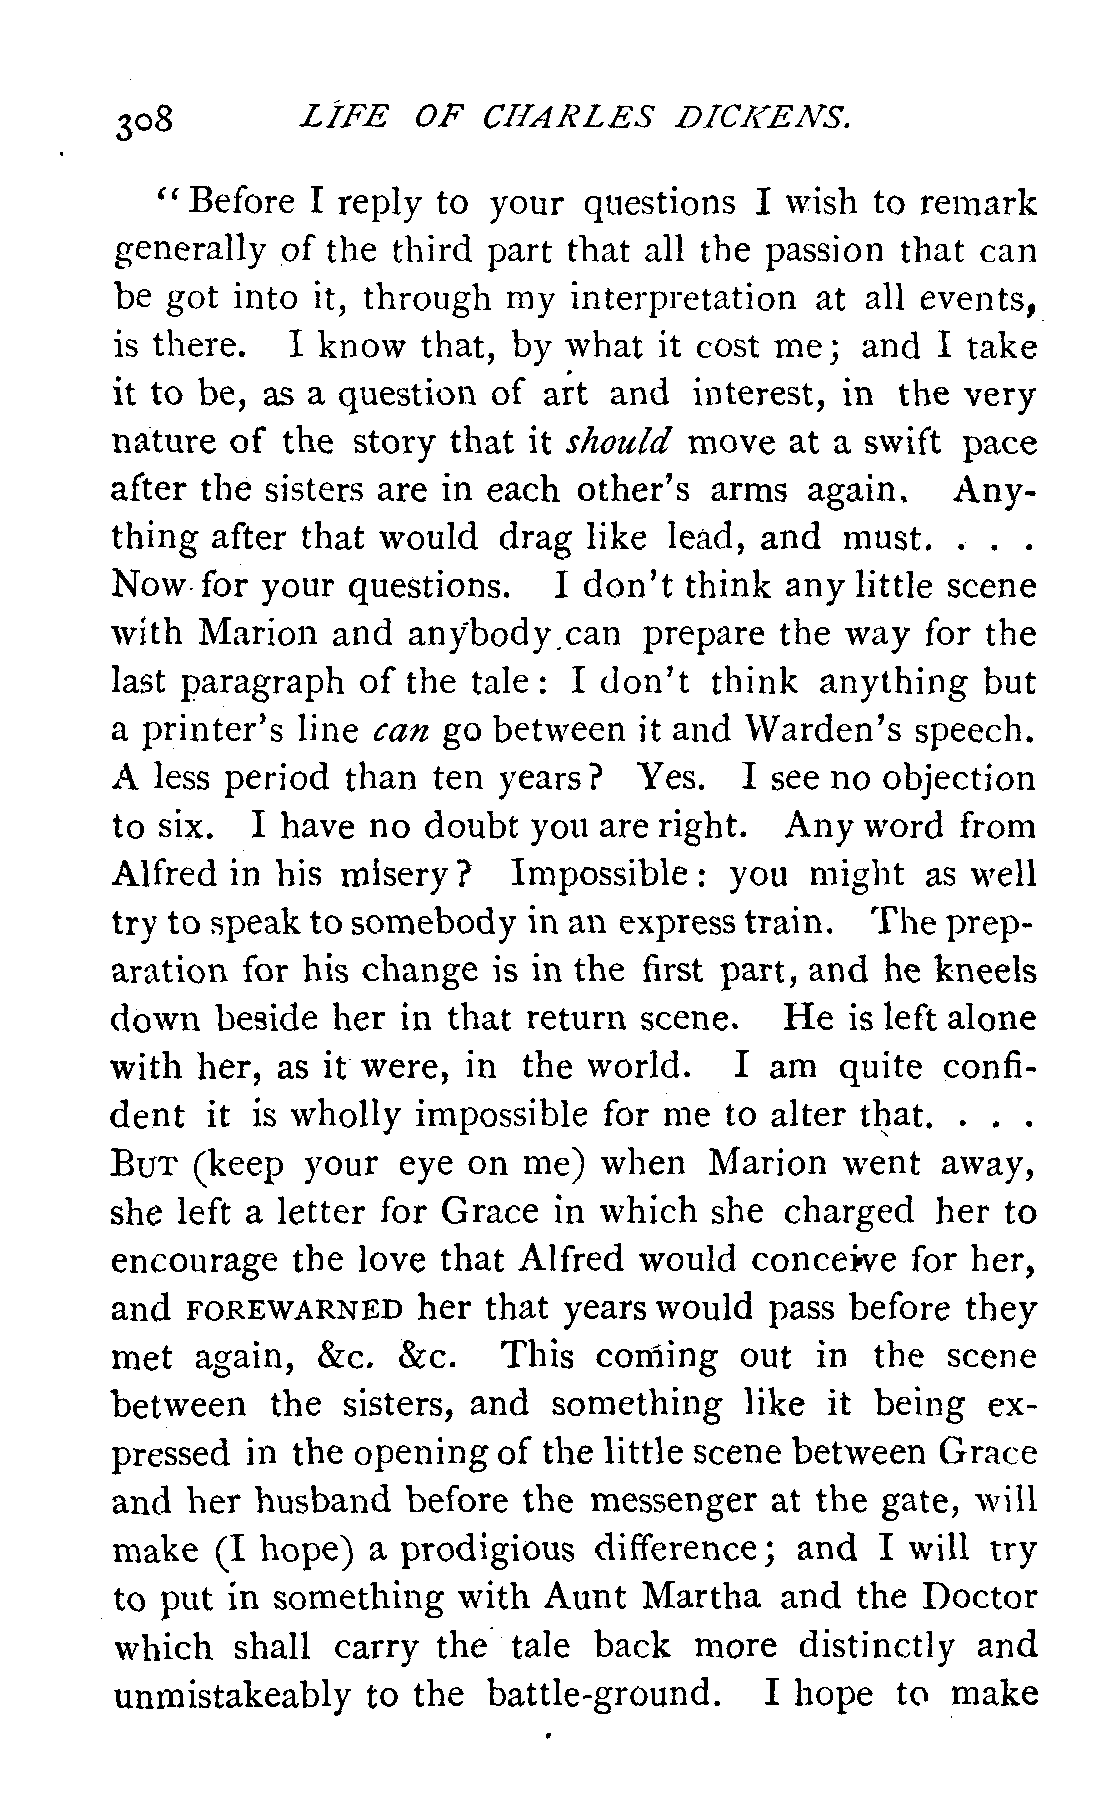 308 LIFE OF CHARLES DICKENS.
“Before I reply to your questions I wish to remark
generally of the third part that all the passion that can
be got into it, through my interpretation at all events,
is there. I know that, by what it cost me; and I take
it to be, as a question of art and interest, in the very
nature of the story that it should move at a swift pace
after the sisters are in each other's arms again. Any-
thing after that would drag like lead, and must. . . .
Now for your questions. I don't think any little scene
with Marion and anybody can prepare the way for the
last paragraph of the tale: I don't think anything but
a printer's line can go between it and Warden's speech.
A less period than ten years? Yes. I see no objection
to six. I have no doubt you are right. Any word from
Alfred in his misery? Impossible: you might as well
try to speak to somebody in an express train. The prep-
aration for his change is in the first part, and he kneels
down beside her in that return scene. He is left alone
with her, as it were, in the world. I am quite confi-
dent it is wholly impossible for me to alter that. . . .
BUT (keep your eye on me) when Marion went away,
she left a letter for Grace in which she charged her to
encourage the love that Alfred would conceive for her,
and FOREWARNED her that years would pass before they
met again, &c. &c. This coming out in the scene
between the sisters, and something like it being ex-
pressed in the opening of the little scene between Grace
and her husband before the messenger at the gate, will
make (I hope) a prodigious difference; and I will try
to put in something with Aunt Martha and the Doctor
which shall carry the tale back more distinctly and
unmistakeably to the battle-ground. I hope to make